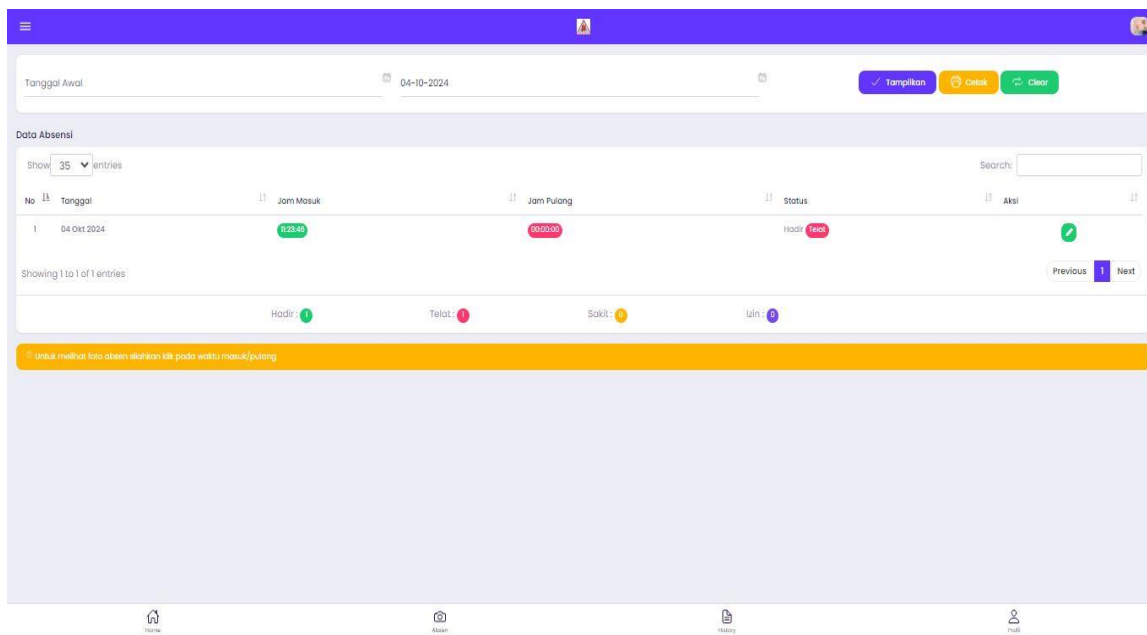 Tanggal Awal 04-10-2024 Tampilkan Cetak Clear
Data Absensi
Show 35 entries Search:
No Tanggal Jam Masuk Jam Pulang Status Aksi
1 04 Okt 2024 11:23:46 00:00:00 Hadir Telat
Showing 1 to 1 of 1 entries Previous 1 Next
Hadir : 1 Telat : 1 Sakit : 0 Izin : 0
Untuk melihat foto absen silahkan klik pada waktu masuk/pulang
Home Absen History Profil